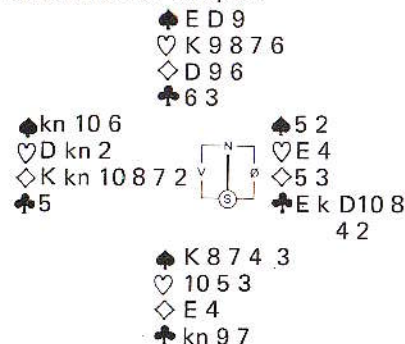 ♠ E D 9
♡ K 9 8 7 6
◇ D 9 6
♣ 6 3
♠ kn 10 6
♡ D kn 2
◇ K kn 10 8 7 2
♣ 5
N
V Ø
S
♠ 5 2
♡ E 4
◇ 5 3
♣ E k D10 8
4 2
♠ K 8 7 4 3
♡ 10 5 3
◇ E 4
♣ kn 9 7